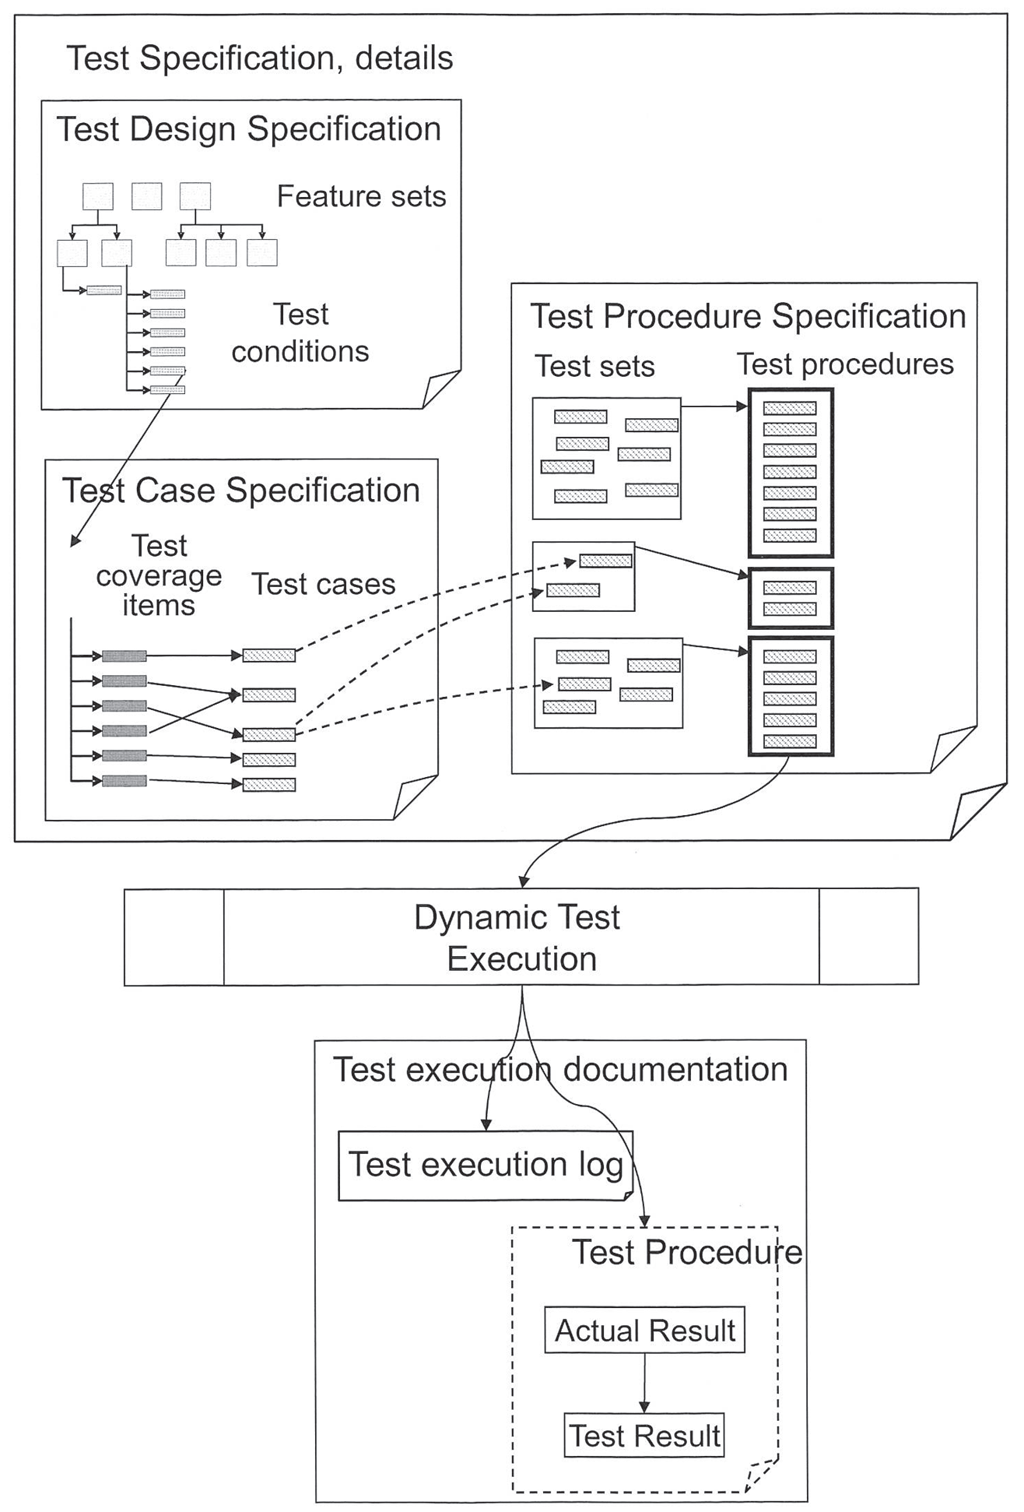 Test Specification, details
Test Design Specification
Feature sets
Test
conditions
Test Procedure Specification
Test sets
Test procedures
Test Case Specification
Test
coverage
items
Test cases
Dynamic Test
Execution
Test execution documentation
Test execution log
Test Procedure
Actual Result
Test Result